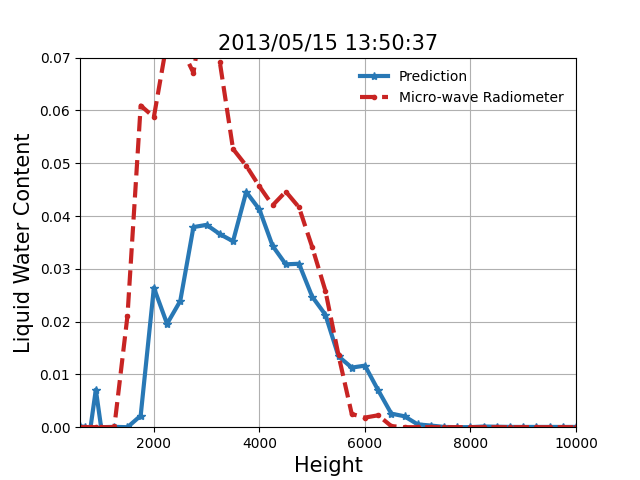 2013/05/15 13:50:37
0.07
0.06
0.05
0.04
0.03
0.02
0.01
0.00
Liquid Water Content
Prediction
Micro-wave Radiometer
2000 4000 6000 8000 10000
Height